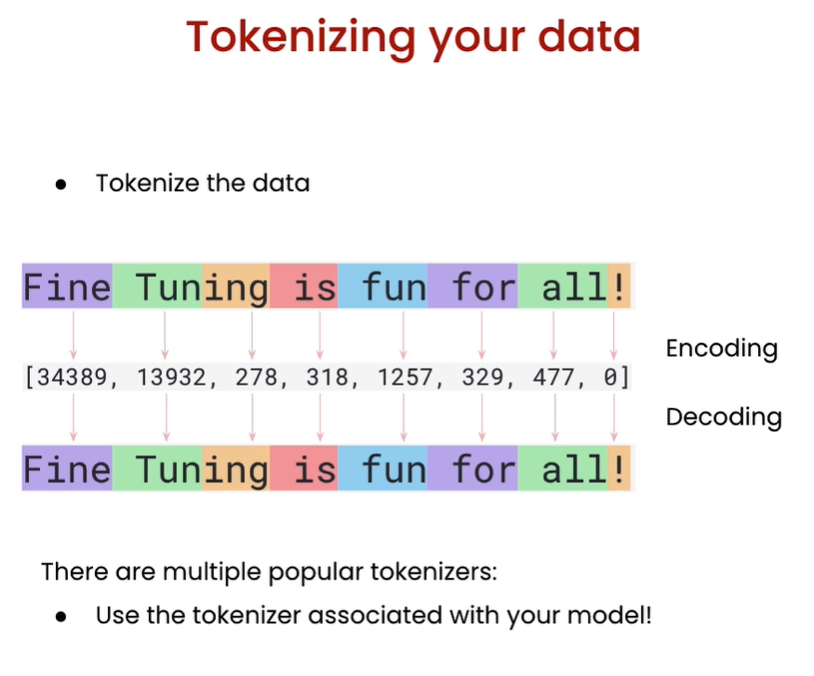 Tokenizing your data
● Tokenize the data
Fine Tuning is fun for all!
Encoding
[34389, 13932, 278, 318, 1257, 329, 477, 0]
Decoding
Fine Tuning is fun for all!
There are multiple popular tokenizers:
● Use the tokenizer associated with your model!